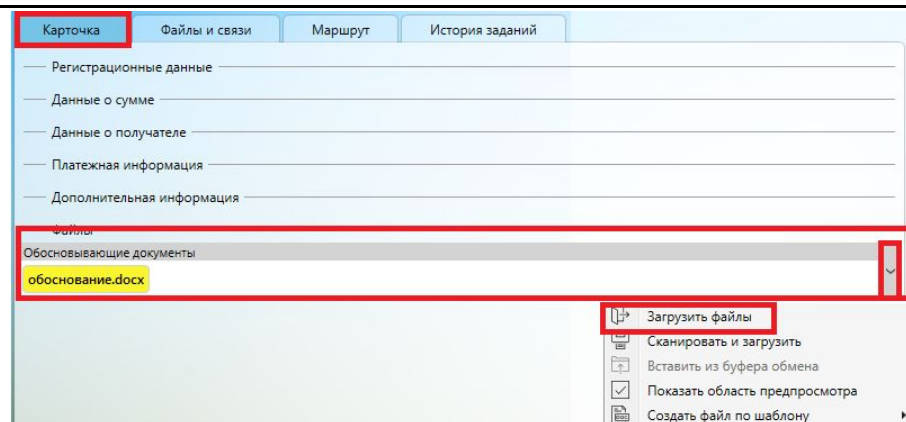 Карточка Файлы и связи Маршрут История заданий
Регистрационные данные
Данные о сумме
Данные о получателе
Платежная информация
Дополнительная информация
Файлы
Обосновывающие документы
обоснование.docx
Загрузить файлы
Сканировать и загрузить
Вставить из буфера обмена
Показать область предпросмотра
Создать файл по шаблону